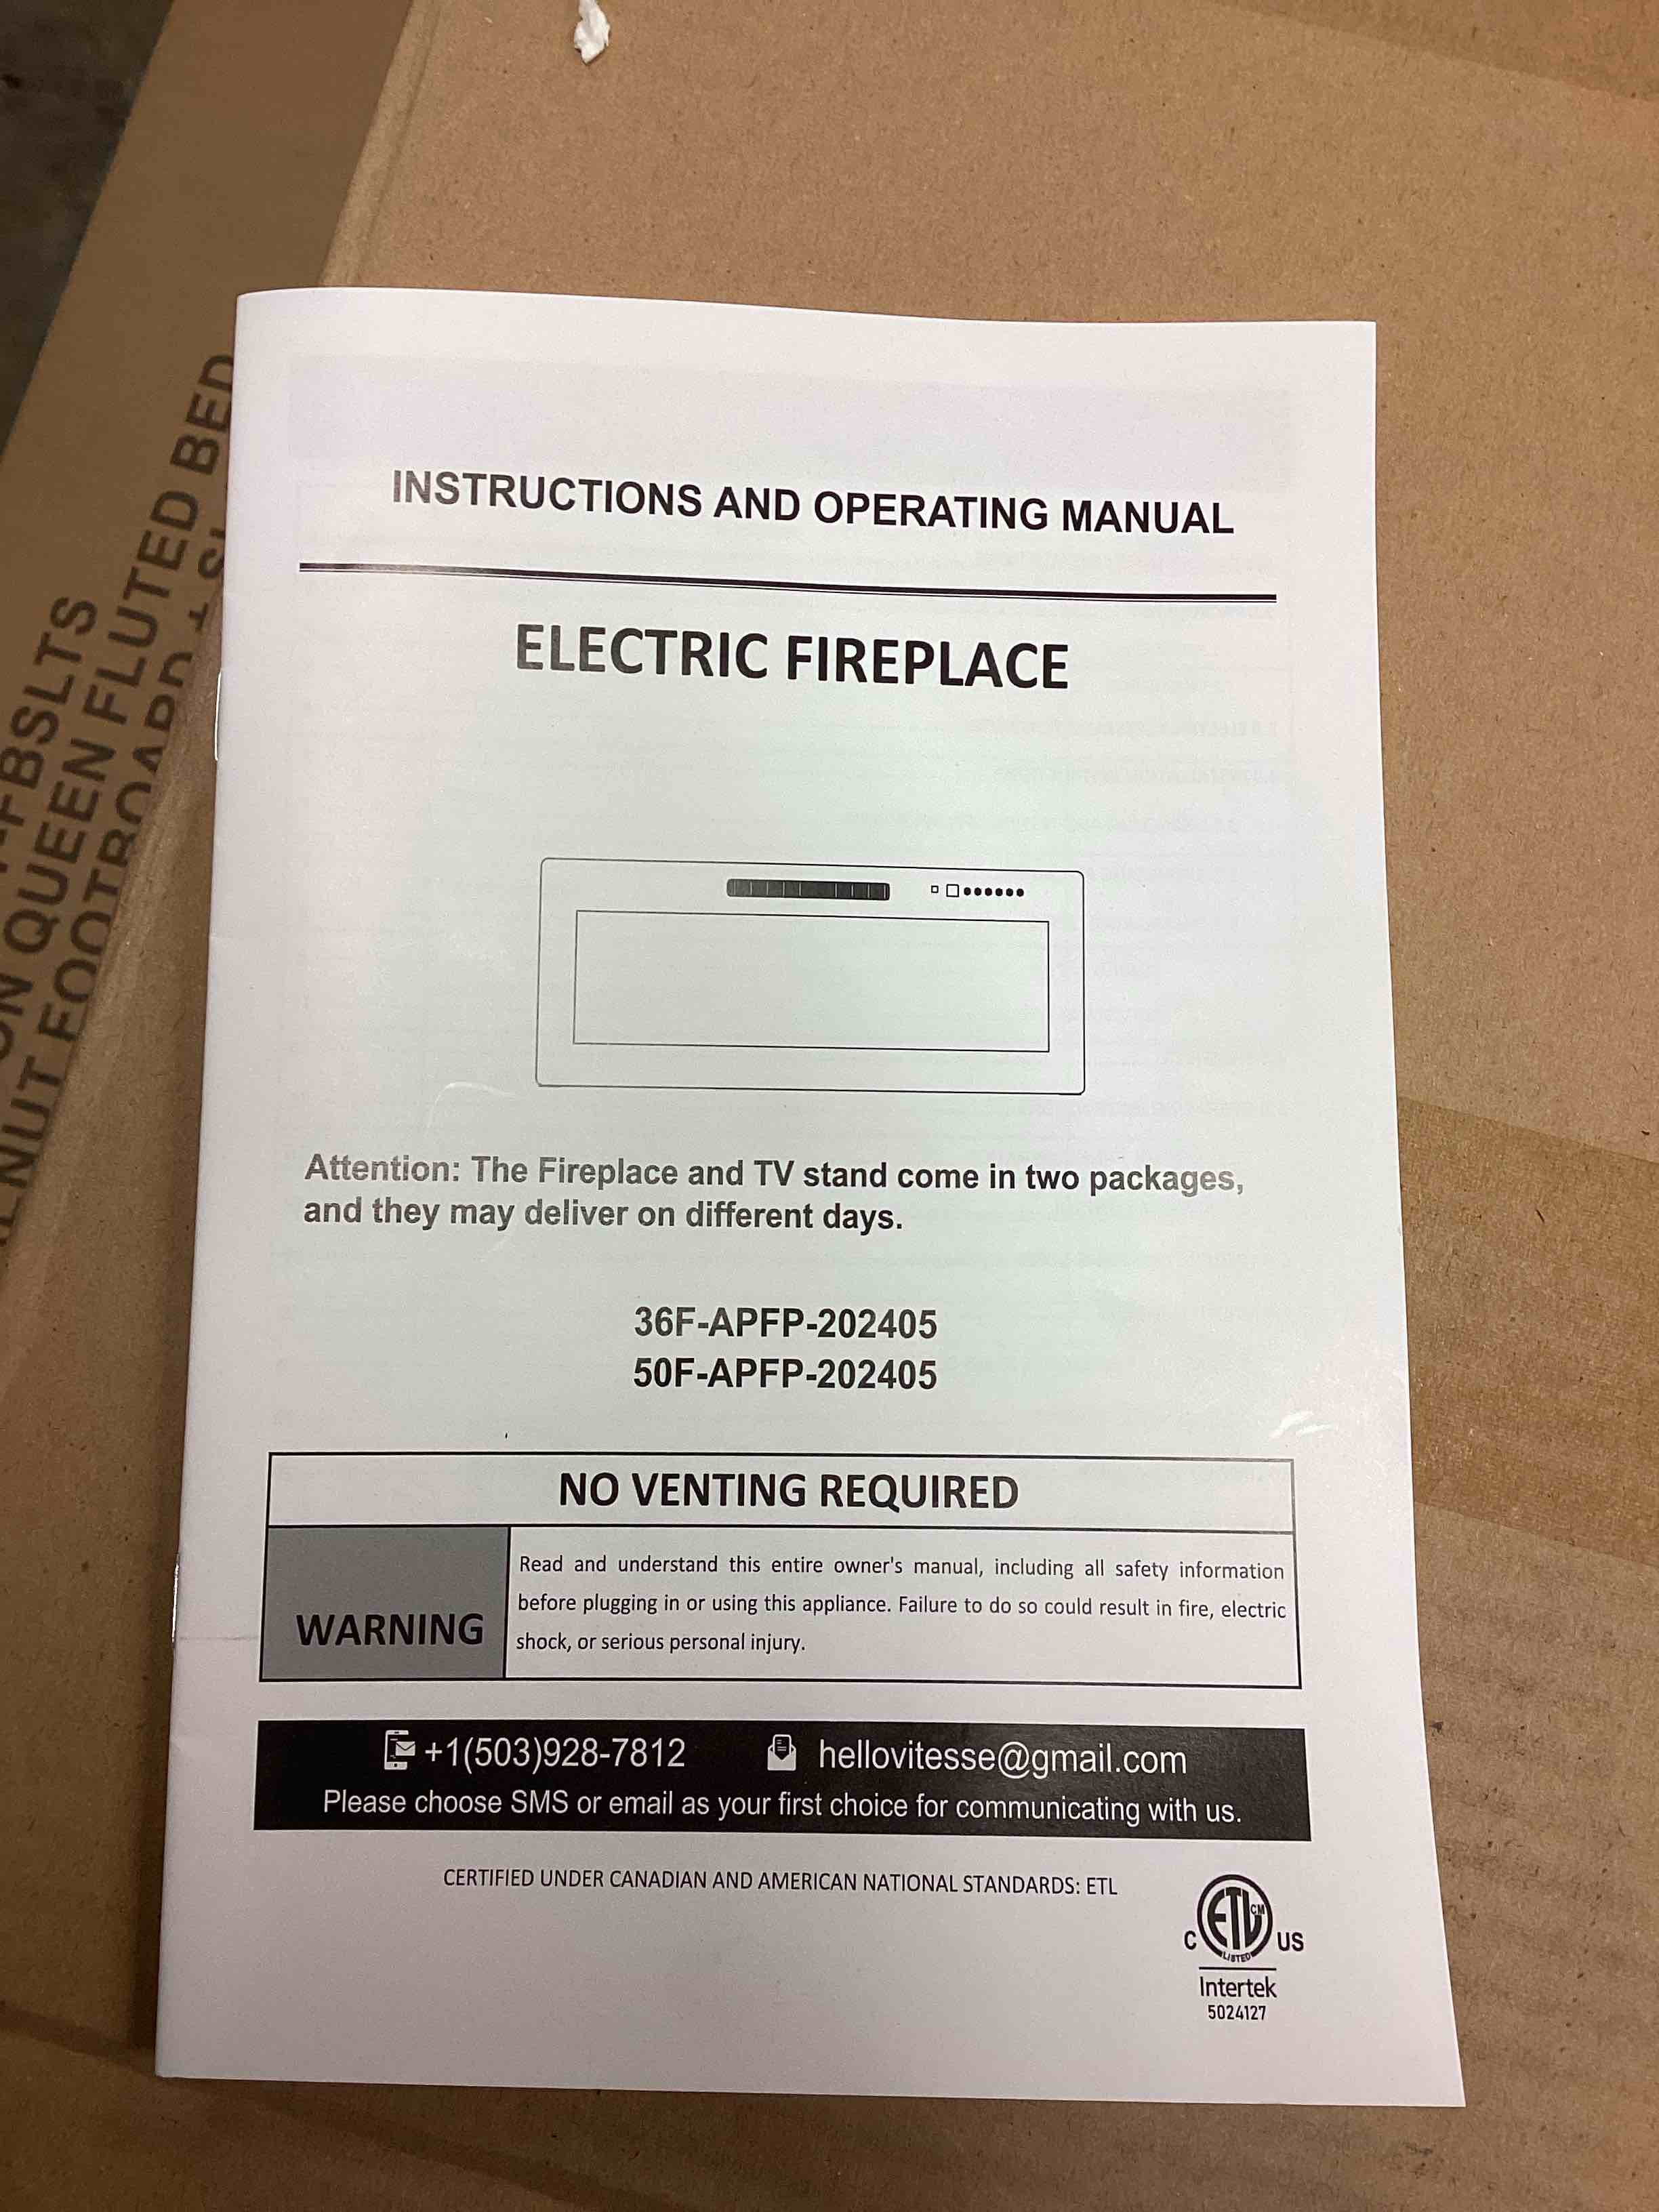 INSTRUCTIONS AND OPERATING MANUAL
ELECTRIC FIREPLACE
Attention: The Fireplace and TV stand come in two packages,
and they may deliver on different days.
36F-APFP-202405
50F-APFP-202405
NO VENTING REQUIRED
WARNING
Read and understand this entire owner's manual, including all safety information
before plugging in or using this appliance. Failure to do so could result in fire, electric
shock, or serious personal injury.
+1(503)928-7812 hellovitesse@gmail.com
Please choose SMS or email as your first choice for communicating with us.
CERTIFIED UNDER CANADIAN AND AMERICAN NATIONAL STANDARDS: ETL
C ETL CM US
LISTED
Intertek
5024127
FBSLTS
QUEEN FLUTED BED
FOOTBOARD